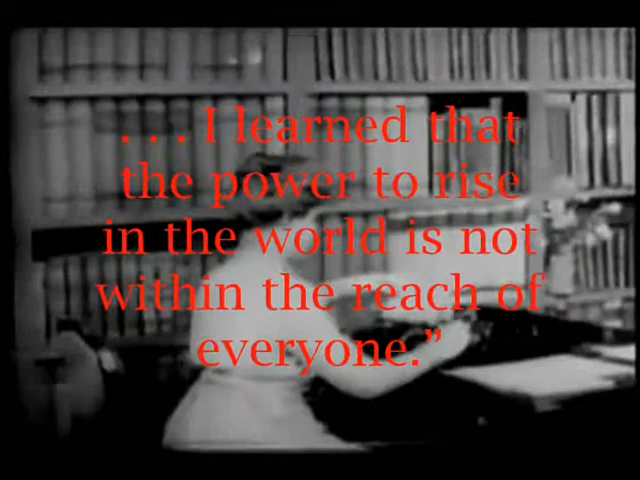 . . . I learned that
the power to rise
in the world is not
within the reach of
everyone.”